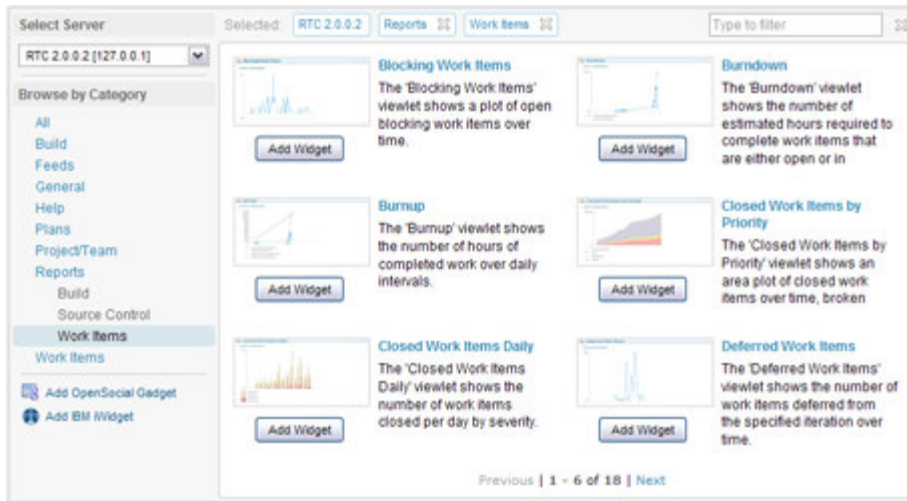 Select Server
RTC 2.0.0.2 [127.0.0.1]
Browse by Category
All
Build
Feeds
General
Help
Plans
Project/Team
Reports
Build
Source Control
Work Items
Work Items
Add OpenSocial Gadget
Add IBM iWidget
Selected: RTC 2.0.0.2 Reports Work Items
Type to filter
Blocking Work Items
The 'Blocking Work Items'
viewlet shows a plot of open
blocking work items over
time.
Add Widget
Burndown
The 'Burndown' viewlet
shows the number of
estimated hours required to
complete work items that
are either open or in
Add Widget
Burnup
The 'Burnup' viewlet shows
the number of hours of
completed work over daily
intervals.
Add Widget
Closed Work Items by
Priority
The 'Closed Work Items by
Priority' viewlet shows an
area plot of closed work
items over time, broken
Add Widget
Closed Work Items Daily
The 'Closed Work Items
Daily' viewlet shows the
number of work items
closed per day by severity.
Add Widget
Deferred Work Items
The 'Deferred Work Items'
viewlet shows the number of
work items deferred from
the specified iteration over
time.
Add Widget
Previous | 1 - 6 of 18 | Next